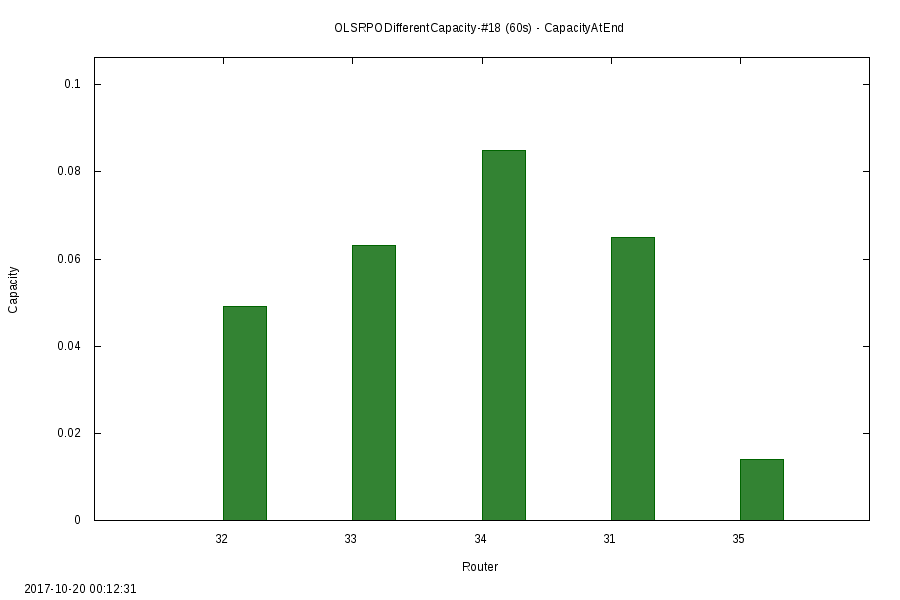 OLSRPODifferentCapacity-#18 (60s) - CapacityAtEnd
0.1
0.08
0.06
0.04
0.02
0
Capacity
32 33 34 31 35
Router
2017-10-20 00:12:31